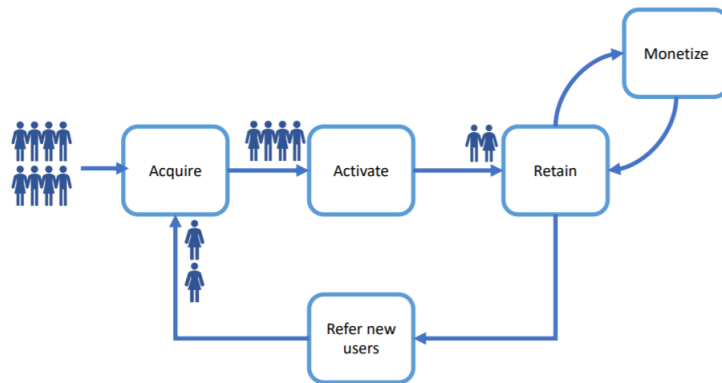 Monetize
Acquire
Activate
Retain
Refer new
users